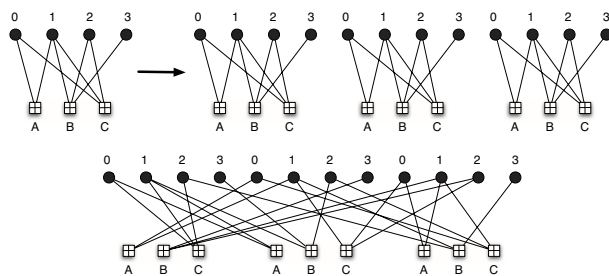 0 1 2 3 0 1 2 3 0 1 2 3 0 1 2 3
A B C A B C A B C A B C
0 1 2 3 0 1 2 3 0 1 2 3
A B C A B C A B C